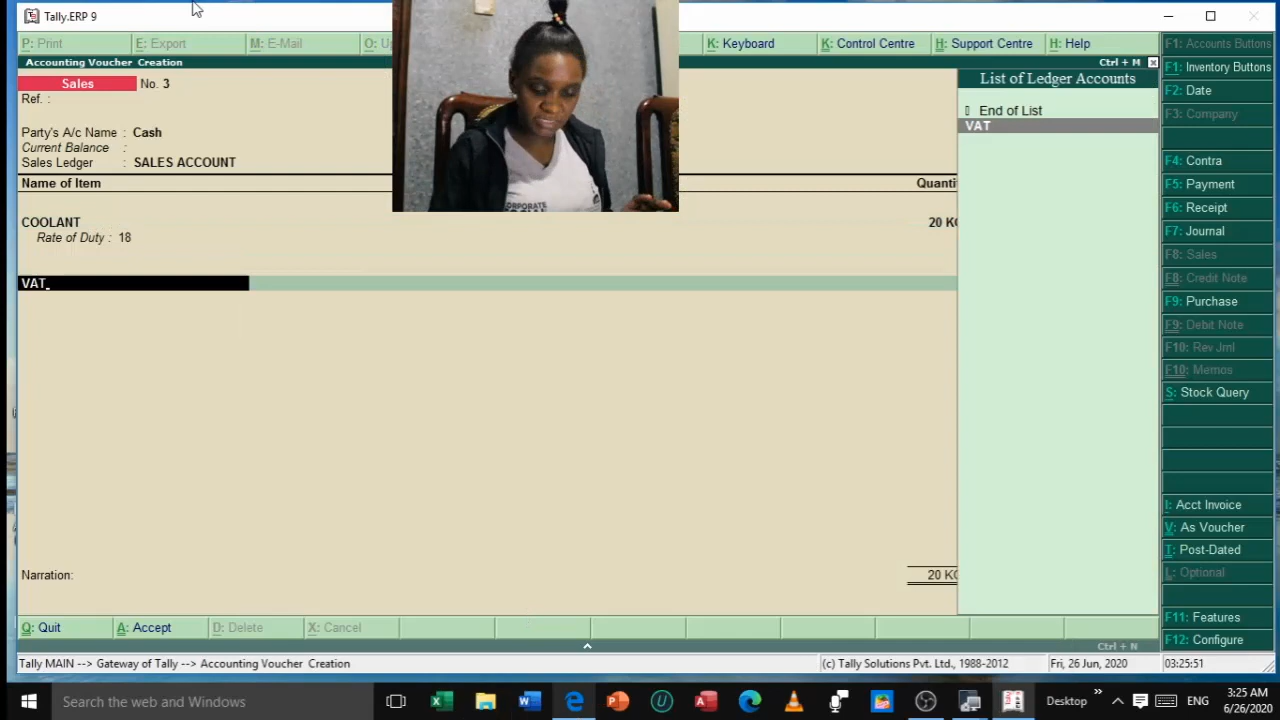 Tally.ERP 9
P: Print
E: Export
M: E-Mail
K: Keyboard
K: Control Centre
H: Support Centre
H: Help
Accounting Voucher Creation
Ctrl + M
Sales No. 3
Ref. :
Party's A/c Name : Cash
Current Balance :
Sales Ledger : SALES ACCOUNT
Name of Item
COOLANT 20 KG
Rate of Duty : 18
VAT
Narration:
20 KG
List of Ledger Accounts
End of List
VAT
F1: Accounts Buttons
F1: Inventory Buttons
F2: Date
F3: Company
F4: Contra
F5: Payment
F6: Receipt
F7: Journal
F8: Sales
F8: Credit Note
F9: Purchase
F9: Debit Note
F10: Rev Jrnl
F10: Memos
S: Stock Query
I: Acct Invoice
V: As Voucher
T: Post-Dated
L: Optional
F11: Features
F12: Configure
Q: Quit
A: Accept
D: Delete
X: Cancel
Ctrl + N
Tally MAIN --> Gateway of Tally --> Accounting Voucher Creation
(c) Tally Solutions Pvt. Ltd., 1988-2012
Fri, 26 Jun, 2020
03:25:51
Search the web and Windows
Desktop
ENG
3:25 AM
6/26/2020